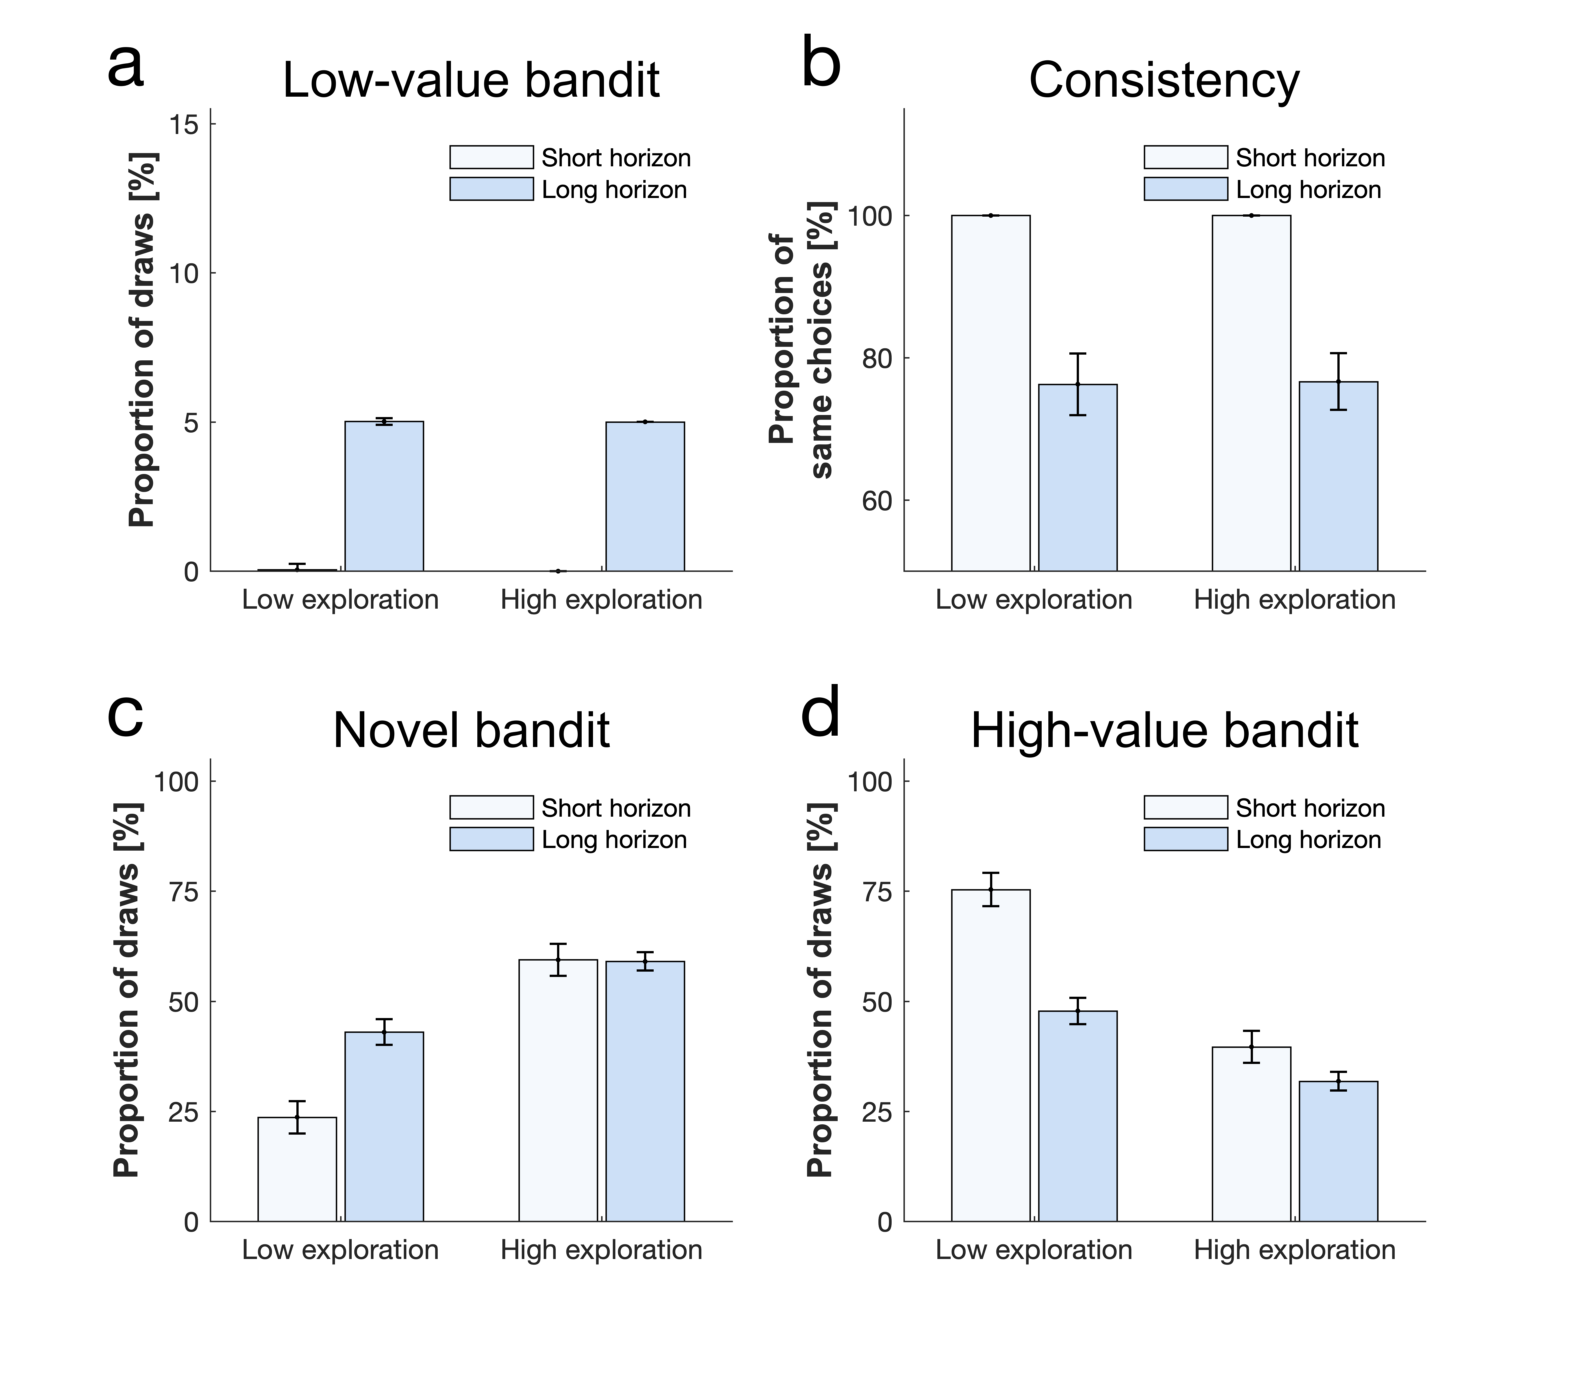 a
Low-value bandit
Proportion of draws [%]
15
10
5
0
Short horizon
Long horizon
Low exploration
High exploration
b
Consistency
Proportion of
same choices [%]
100
80
60
Short horizon
Long horizon
Low exploration
High exploration
c
Novel bandit
Proportion of draws [%]
100
75
50
25
0
Short horizon
Long horizon
Low exploration
High exploration
d
High-value bandit
Proportion of draws [%]
100
75
50
25
0
Short horizon
Long horizon
Low exploration
High exploration